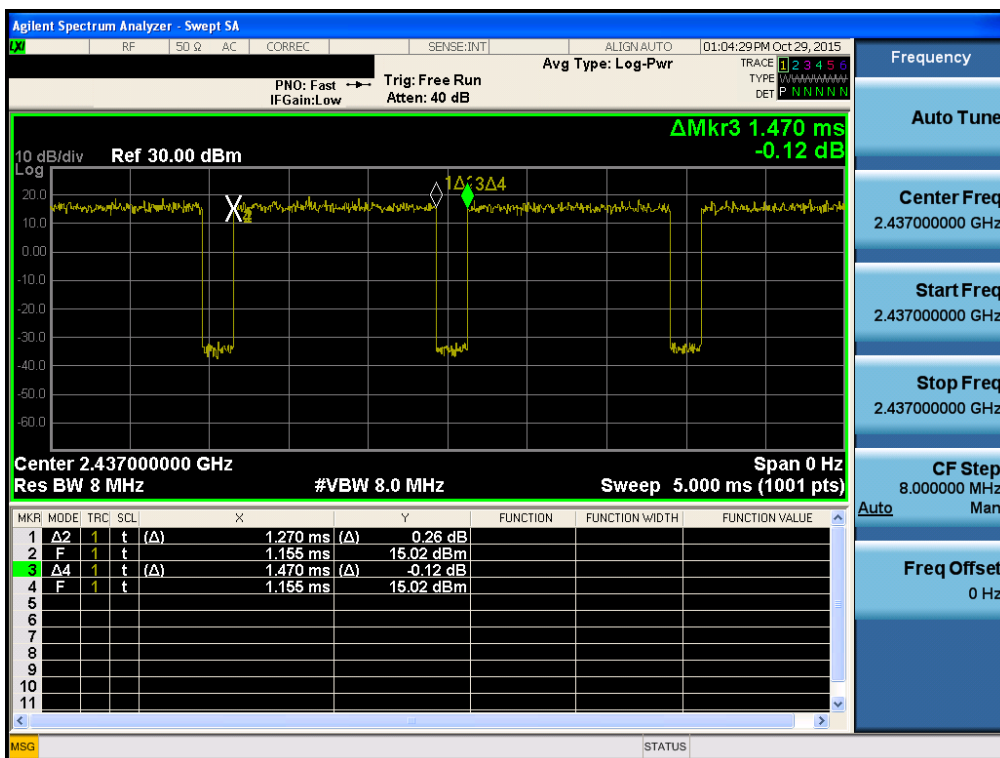 Agilent Spectrum Analyzer - Swept SA
LXI RF 50 Ω AC CORREC SENSE:INT ALIGN AUTO 01:04:29 PM Oct 29, 2015
Frequency
Avg Type: Log-Pwr TRACE 1 2 3 4 5 6
PNO: Fast Trig: Free Run TYPE
IFGain:Low Atten: 40 dB DET P N N N N N
Auto Tune
ΔMkr3 1.470 ms
-0.12 dB
10 dB/div Ref 30.00 dBm
Log
3Δ4
20.0
10.0
0.00
-10.0
-20.0
-30.0
-40.0
-50.0
-60.0
Center Freq
2.437000000 GHz
Start Freq
2.437000000 GHz
Stop Freq
2.437000000 GHz
Center 2.437000000 GHz Span 0 Hz
Res BW 8 MHz #VBW 8.0 MHz Sweep 5.000 ms (1001 pts)
CF Step
8.000000 MHz
Auto Man
MKR MODE TRC SCL X Y FUNCTION FUNCTION WIDTH FUNCTION VALUE
1 Δ2 1 t (Δ) 1.270 ms (Δ) 0.26 dB
2 F 1 t 1.155 ms 15.02 dBm
3 Δ4 1 t (Δ) 1.470 ms (Δ) -0.12 dB
4 F 1 t 1.155 ms 15.02 dBm
5
6
7
8
9
10
11
Freq Offset
0 Hz
MSG STATUS